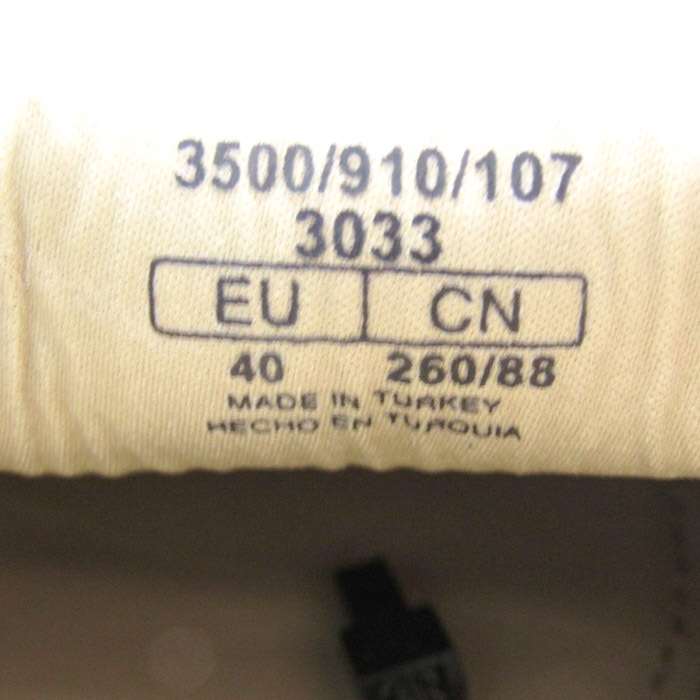 3500/910/107
3033
EU CN
40 260/88
MADE IN TURKEY
HECHO EN TURQUIA